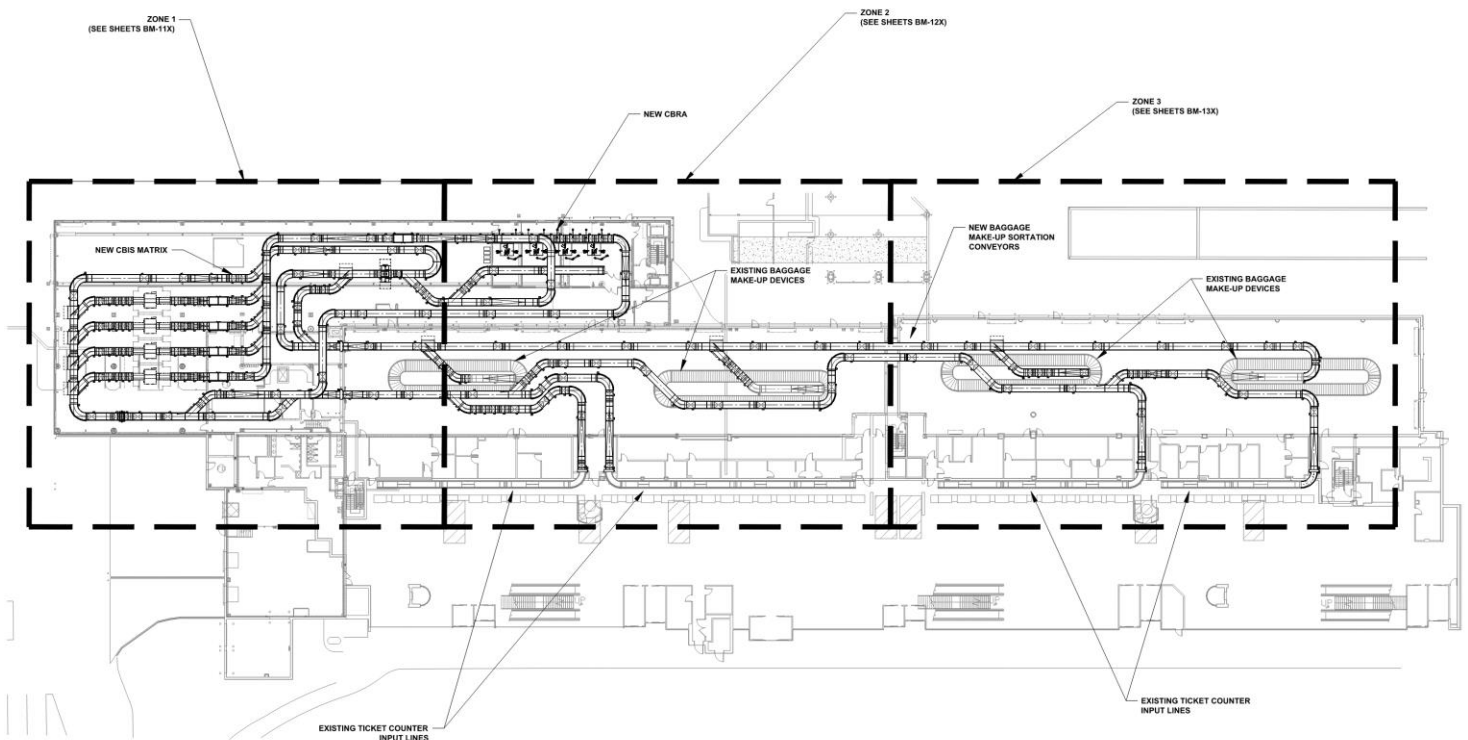 ZONE 1
(SEE SHEETS BM-11X)
ZONE 2
(SEE SHEETS BM-12X)
ZONE 3
(SEE SHEETS BM-13X)
NEW CBRA
NEW CBIS MATRIX
EXISTING BAGGAGE
MAKE-UP DEVICES
NEW BAGGAGE
MAKE-UP SORTATION
CONVEYORS
EXISTING BAGGAGE
MAKE-UP DEVICES
EXISTING TICKET COUNTER
INPUT LINES
EXISTING TICKET COUNTER
INPUT LINES